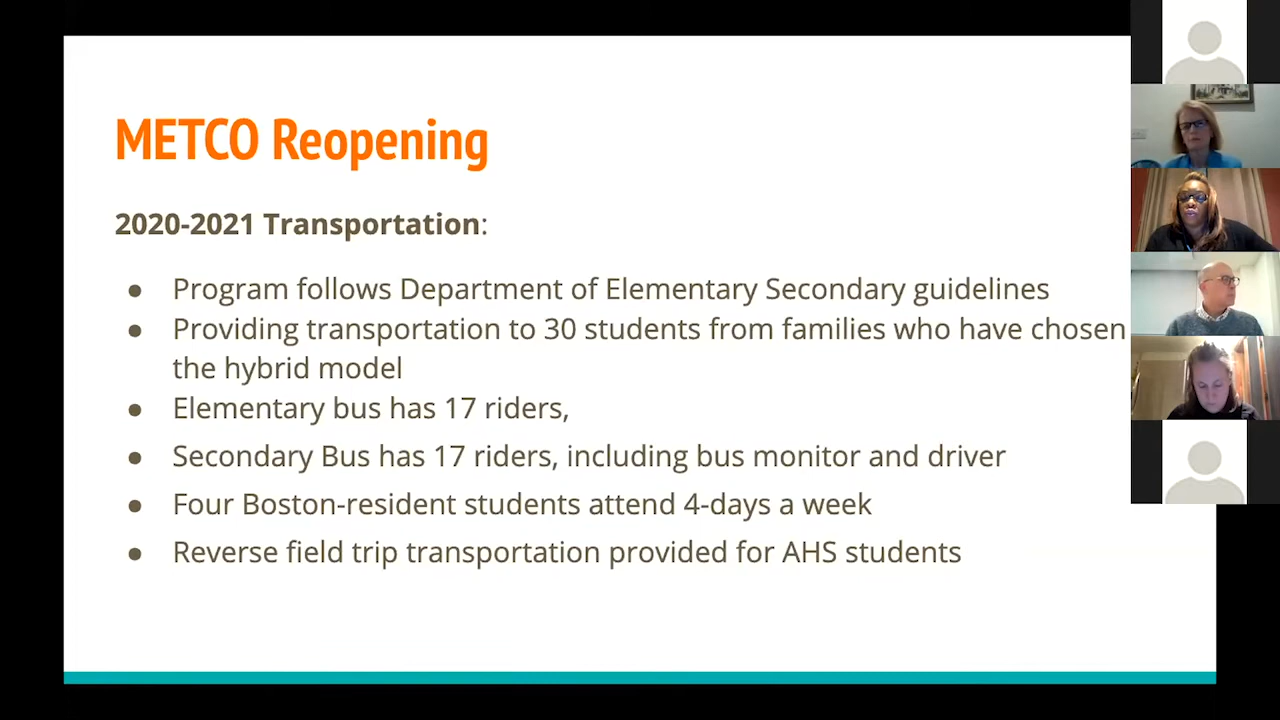 METCO Reopening
2020-2021 Transportation:
● Program follows Department of Elementary Secondary guidelines
● Providing transportation to 30 students from families who have chosen
the hybrid model
● Elementary bus has 17 riders,
● Secondary Bus has 17 riders, including bus monitor and driver
● Four Boston-resident students attend 4-days a week
● Reverse field trip transportation provided for AHS students